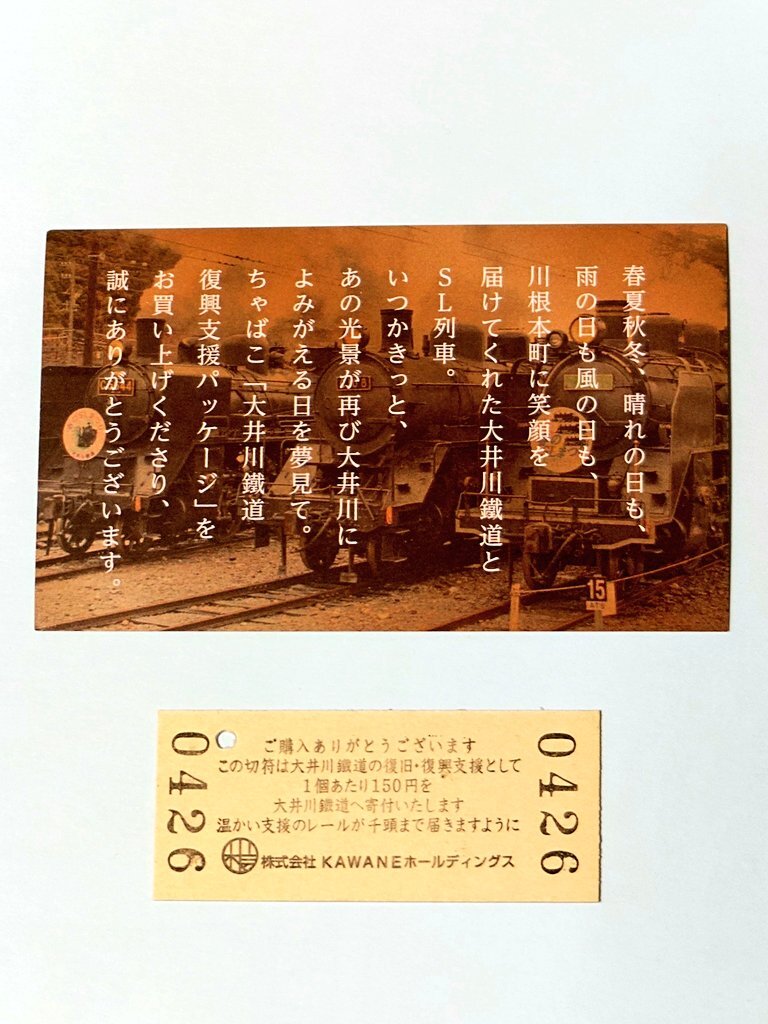 春夏秋冬、晴れの日も、
雨の日も風の日も、
川根本町に笑顔を
届けてくれた大井川鐵道と
SL列車。
いつかきっと、
あの光景が再び大井川に
よみがえる日を夢見て。
ちゃばこ「大井川鐵道
復興支援パッケージ」を
お買い上げくださり、
誠にありがとうございます。
15
0426
ご購入ありがとうございます
この切符は大井川鐵道の復旧・復興支援として
1個あたり150円を
大井川鐵道へ寄付いたします
温かい支援のレールが千頭まで届きますように
株式会社 KAWANEホールディングス
0426